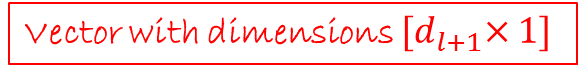 Vector with dimensions [d_{l+1} × 1]